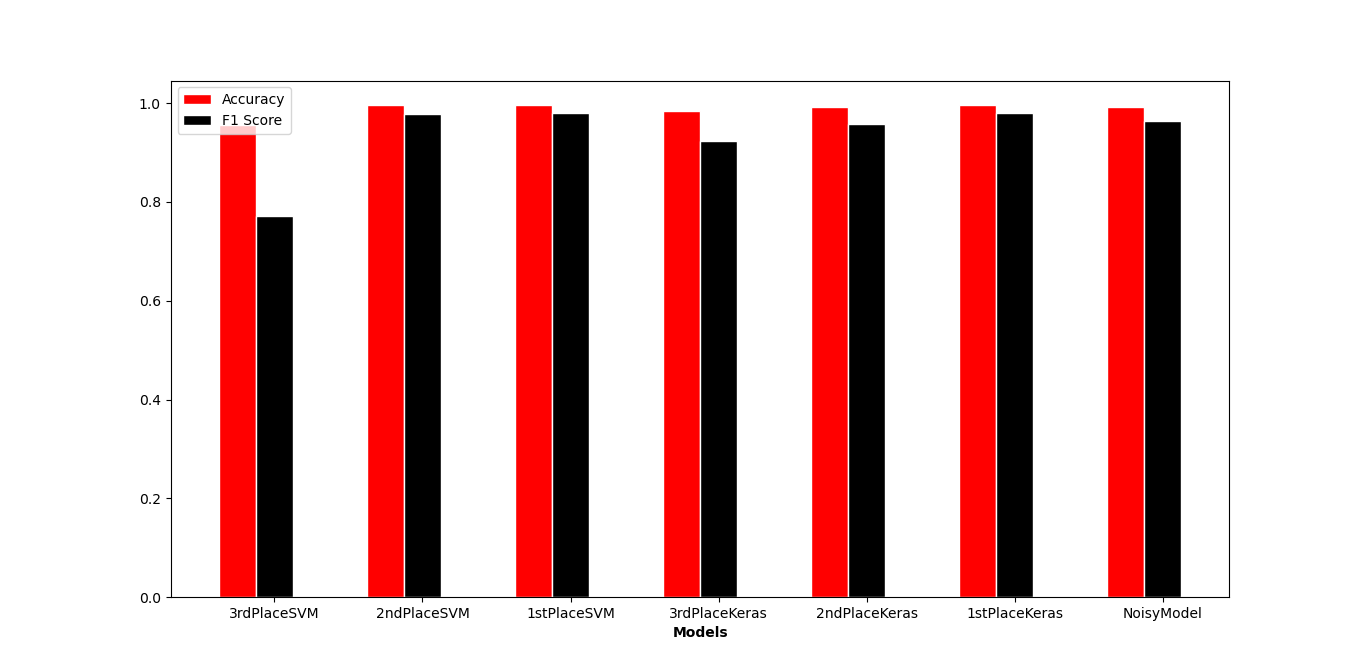 Accuracy
F1 Score
1.0
0.8
0.6
0.4
0.2
0.0
3rdPlaceSVM 2ndPlaceSVM 1stPlaceSVM 3rdPlaceKeras 2ndPlaceKeras 1stPlaceKeras NoisyModel
Models